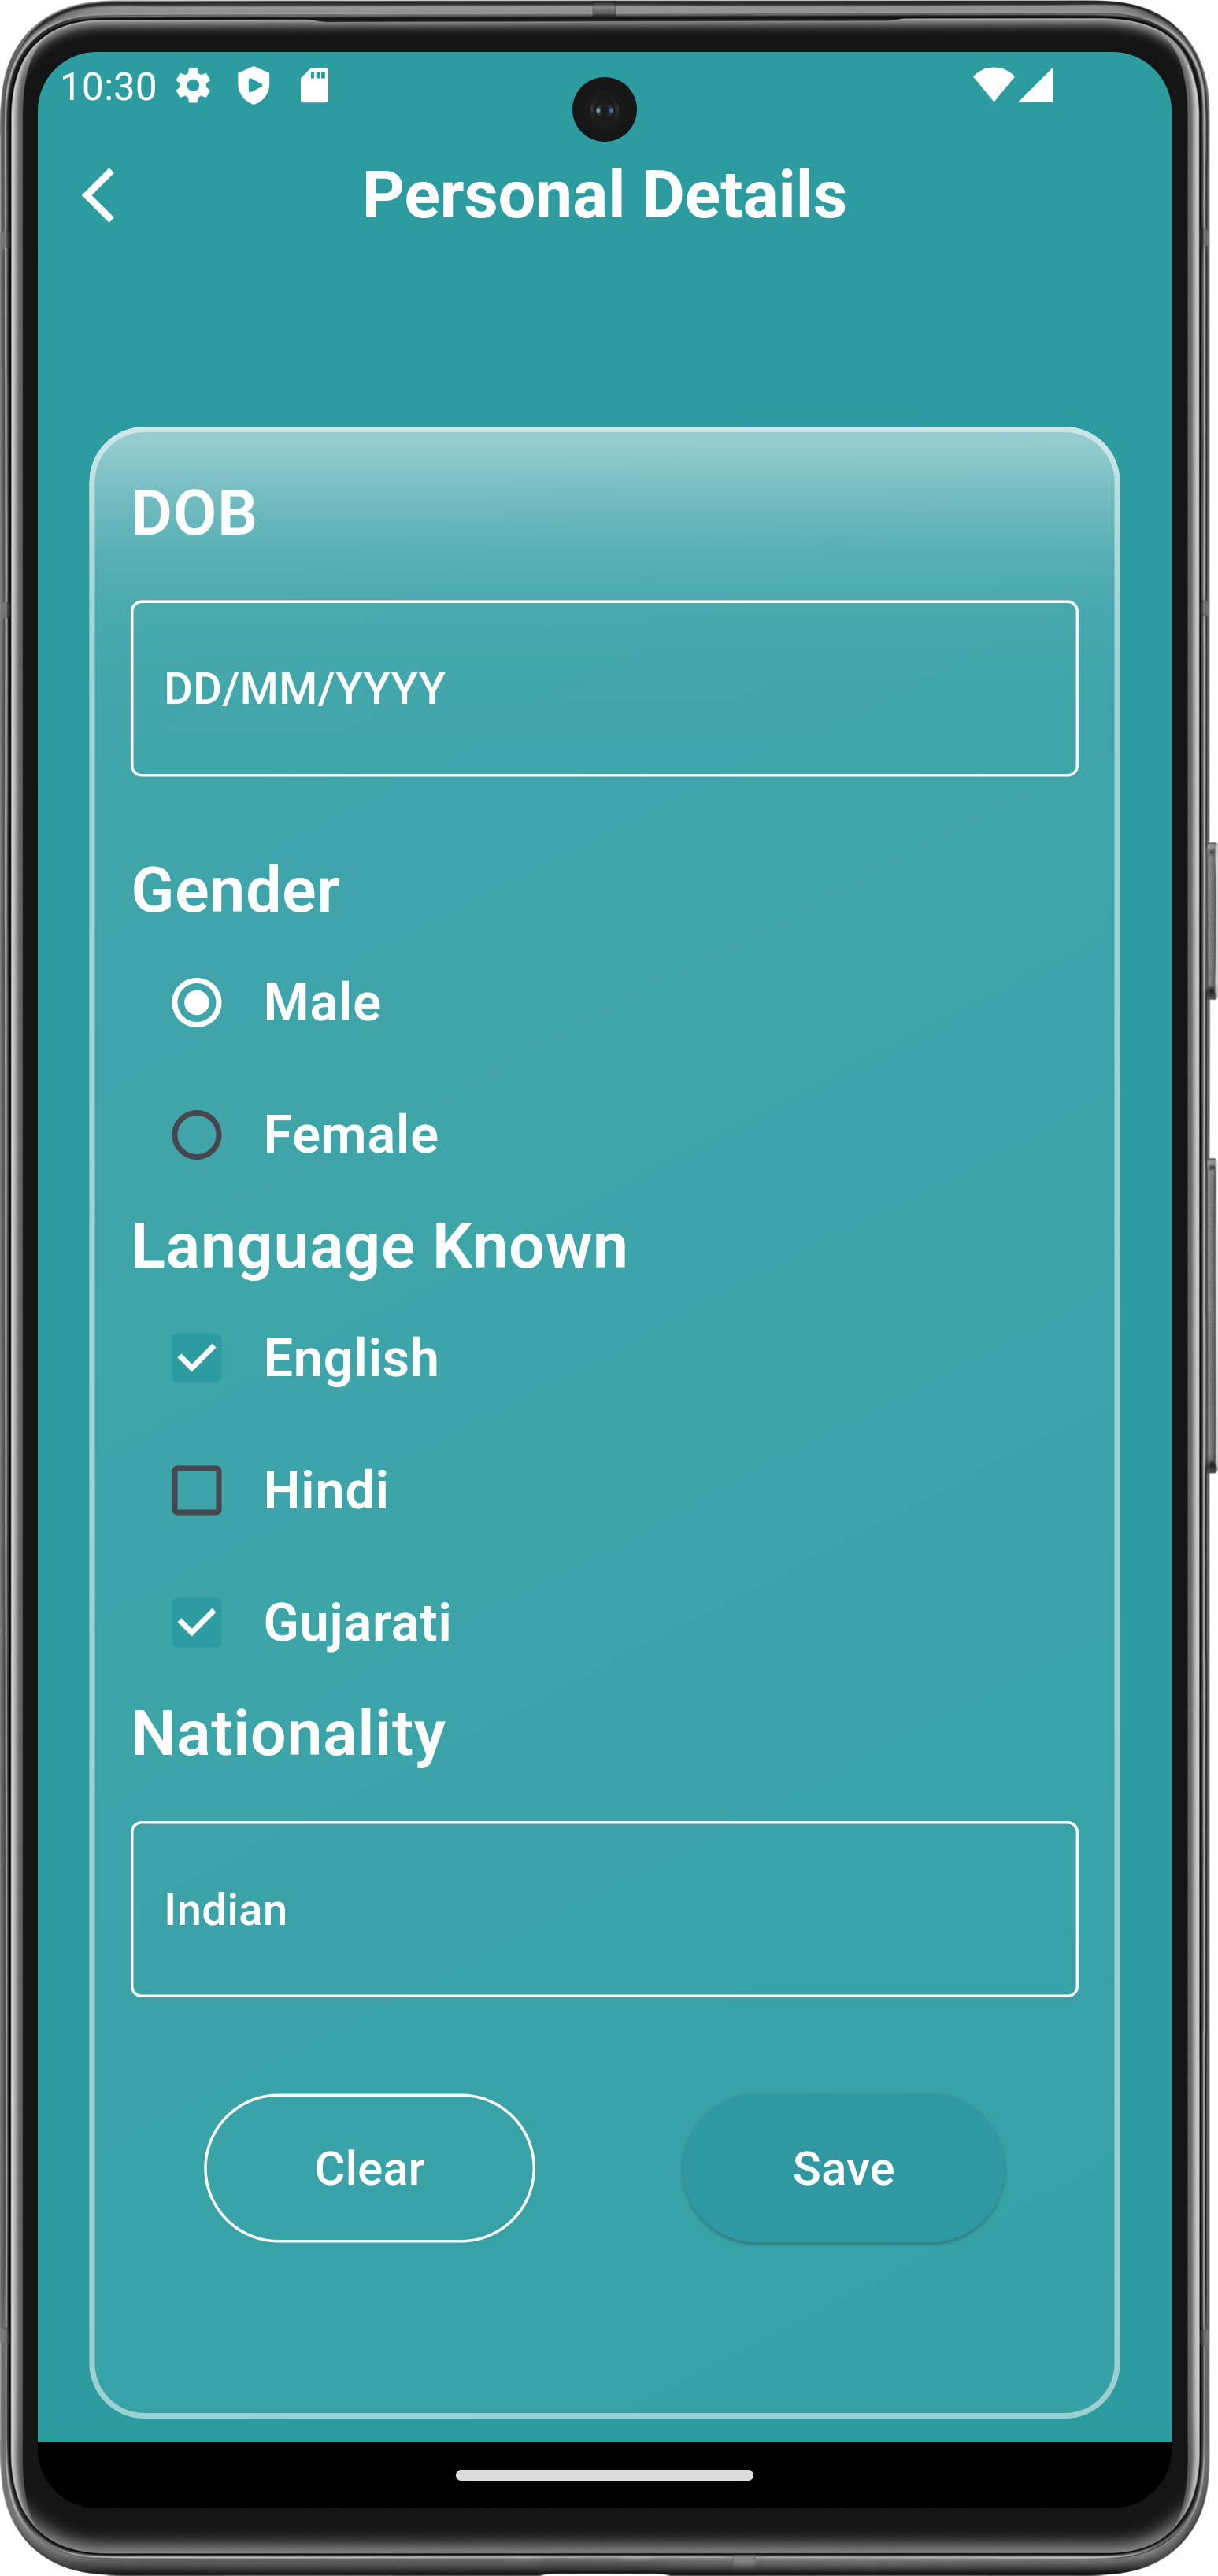 10:30
Personal Details
DOB
DD/MM/YYYY
Gender
Male
Female
Language Known
English
Hindi
Gujarati
Nationality
Indian
Clear
Save